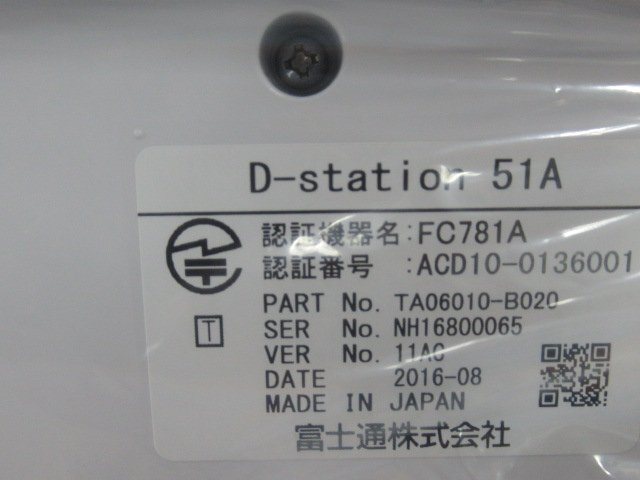 D-station 51A
認証機器名:FC781A
認証番号 :ACD10-0136001
T
PART No. TA06010-B020
SER No. NH16800065
VER No. 11AC
DATE 2016-08
MADE IN JAPAN
富士通株式会社